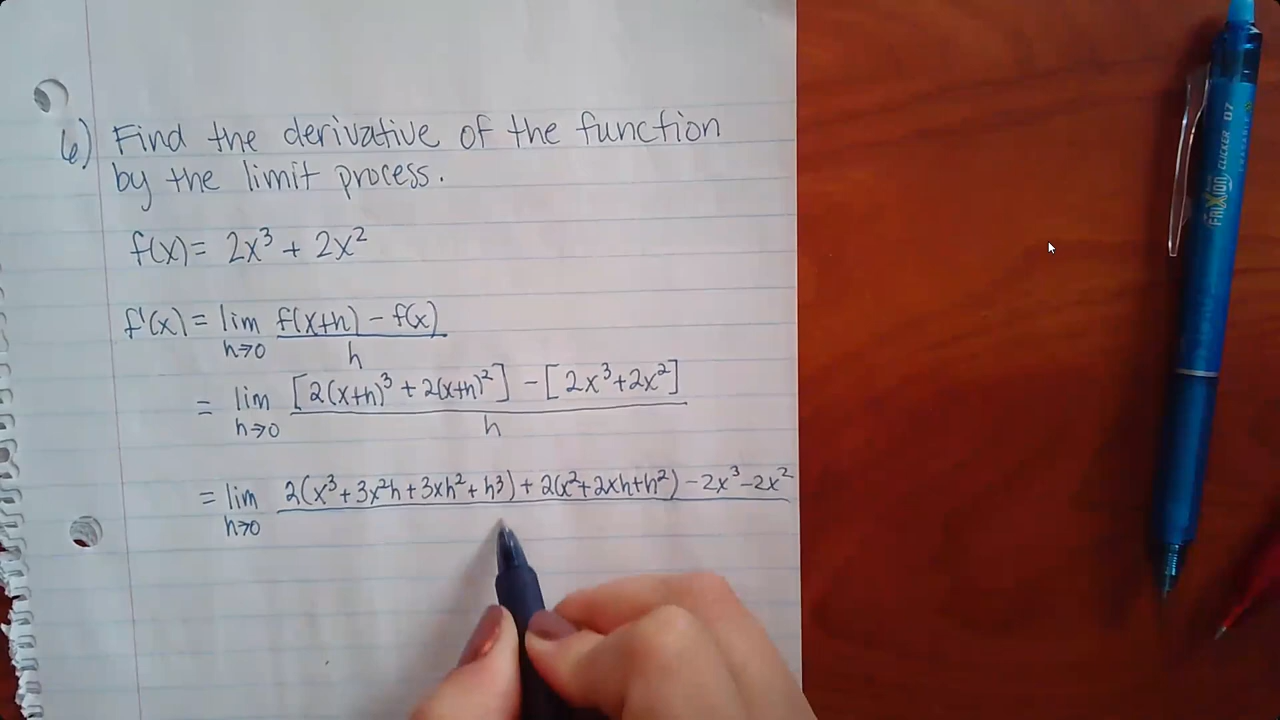 6) Find the derivative of the function
by the limit process.
f(x) = 2x³ + 2x²
f'(x) = lim h→0 f(x+h) - f(x) / h
= lim h→0 [2(x+h)³ + 2(x+h)²] - [2x³+2x²] / h
= lim h→0 2(x³+3x²h+3xh²+h³) + 2(x²+2xh+h²) - 2x³-2x²
FRIXION CLICKER 07